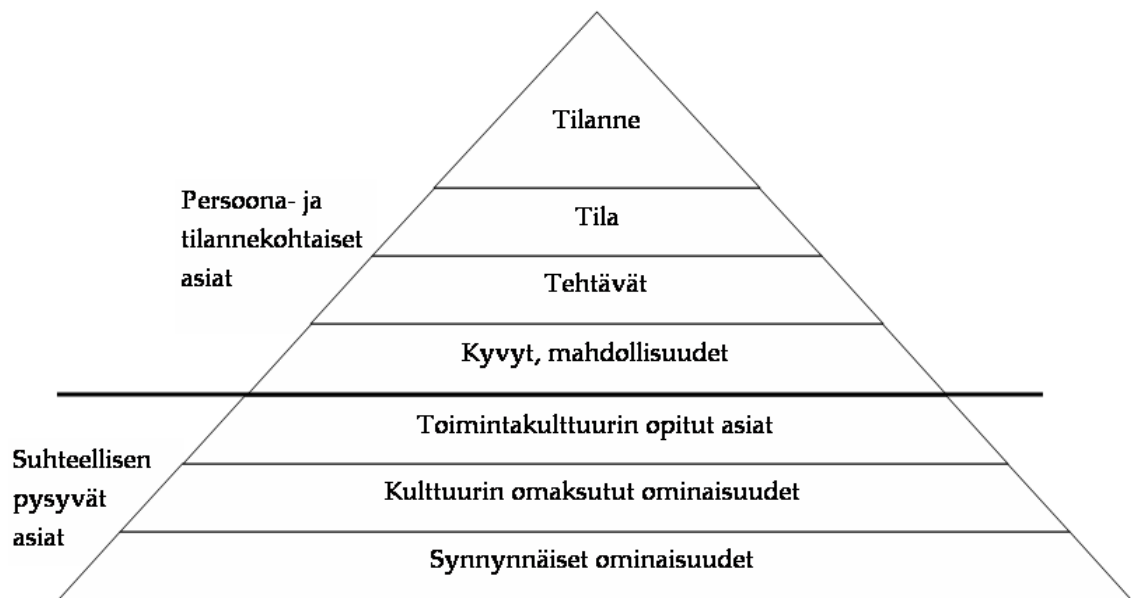 Tilanne
Persoona- ja
tilannekohtaiset
asiat
Tila
Tehtävät
Kyvyt, mahdollisuudet
Toimintakulttuurin opitut asiat
Suhteellisen
pysyvät
asiat
Kulttuurin omaksutut ominaisuudet
Synnynnäiset ominaisuudet